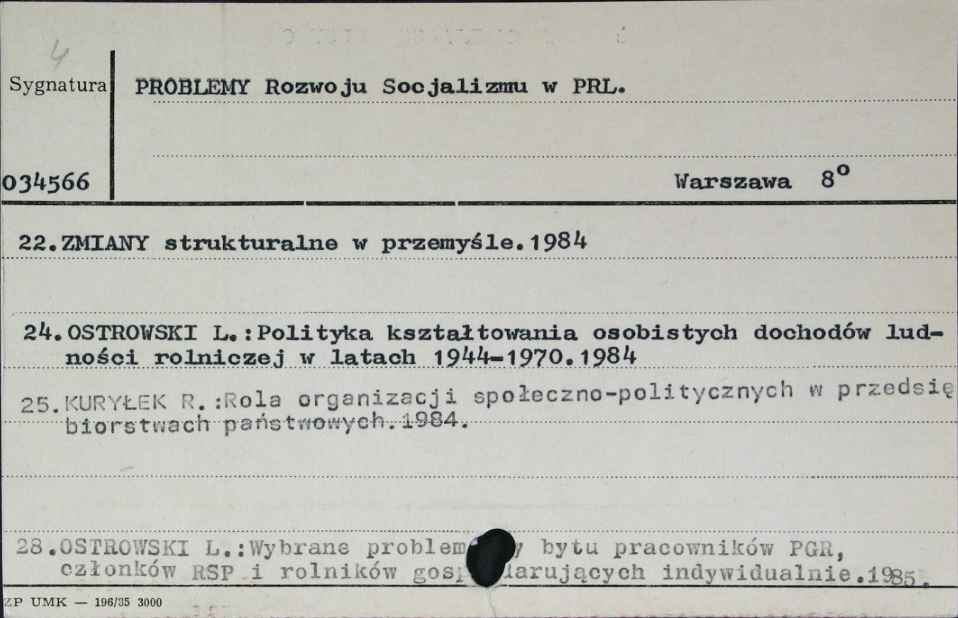 4
Sygnatura
PROBLEMY Rozwoju Socjalizmu w PRL.
034566
Warszawa 8°
22. ZMIANY strukturalne w przemyśle. 1984
24. OSTROWSKI L.: Polityka kształtowania osobistych dochodów lud-
ności rolniczej w latach 1944-1970. 1984
25. KURYŁEK R.: Rola organizacji społeczno-politycznych w przedsię
biorstwach państwowych. 1984.
28. OSTROWSKI L.: Wybrane problem y bytu pracowników PGR,
członków RSP i rolników gosp darujących indywidualnie. 1985.
ZP UMK — 196/85 3000